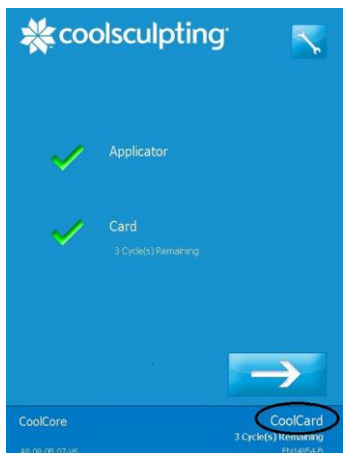 coolsculpting
Applicator
Card
3 Cycle(s) Remaining
CoolCore
CoolCard
3 Cycle(s) Remaining